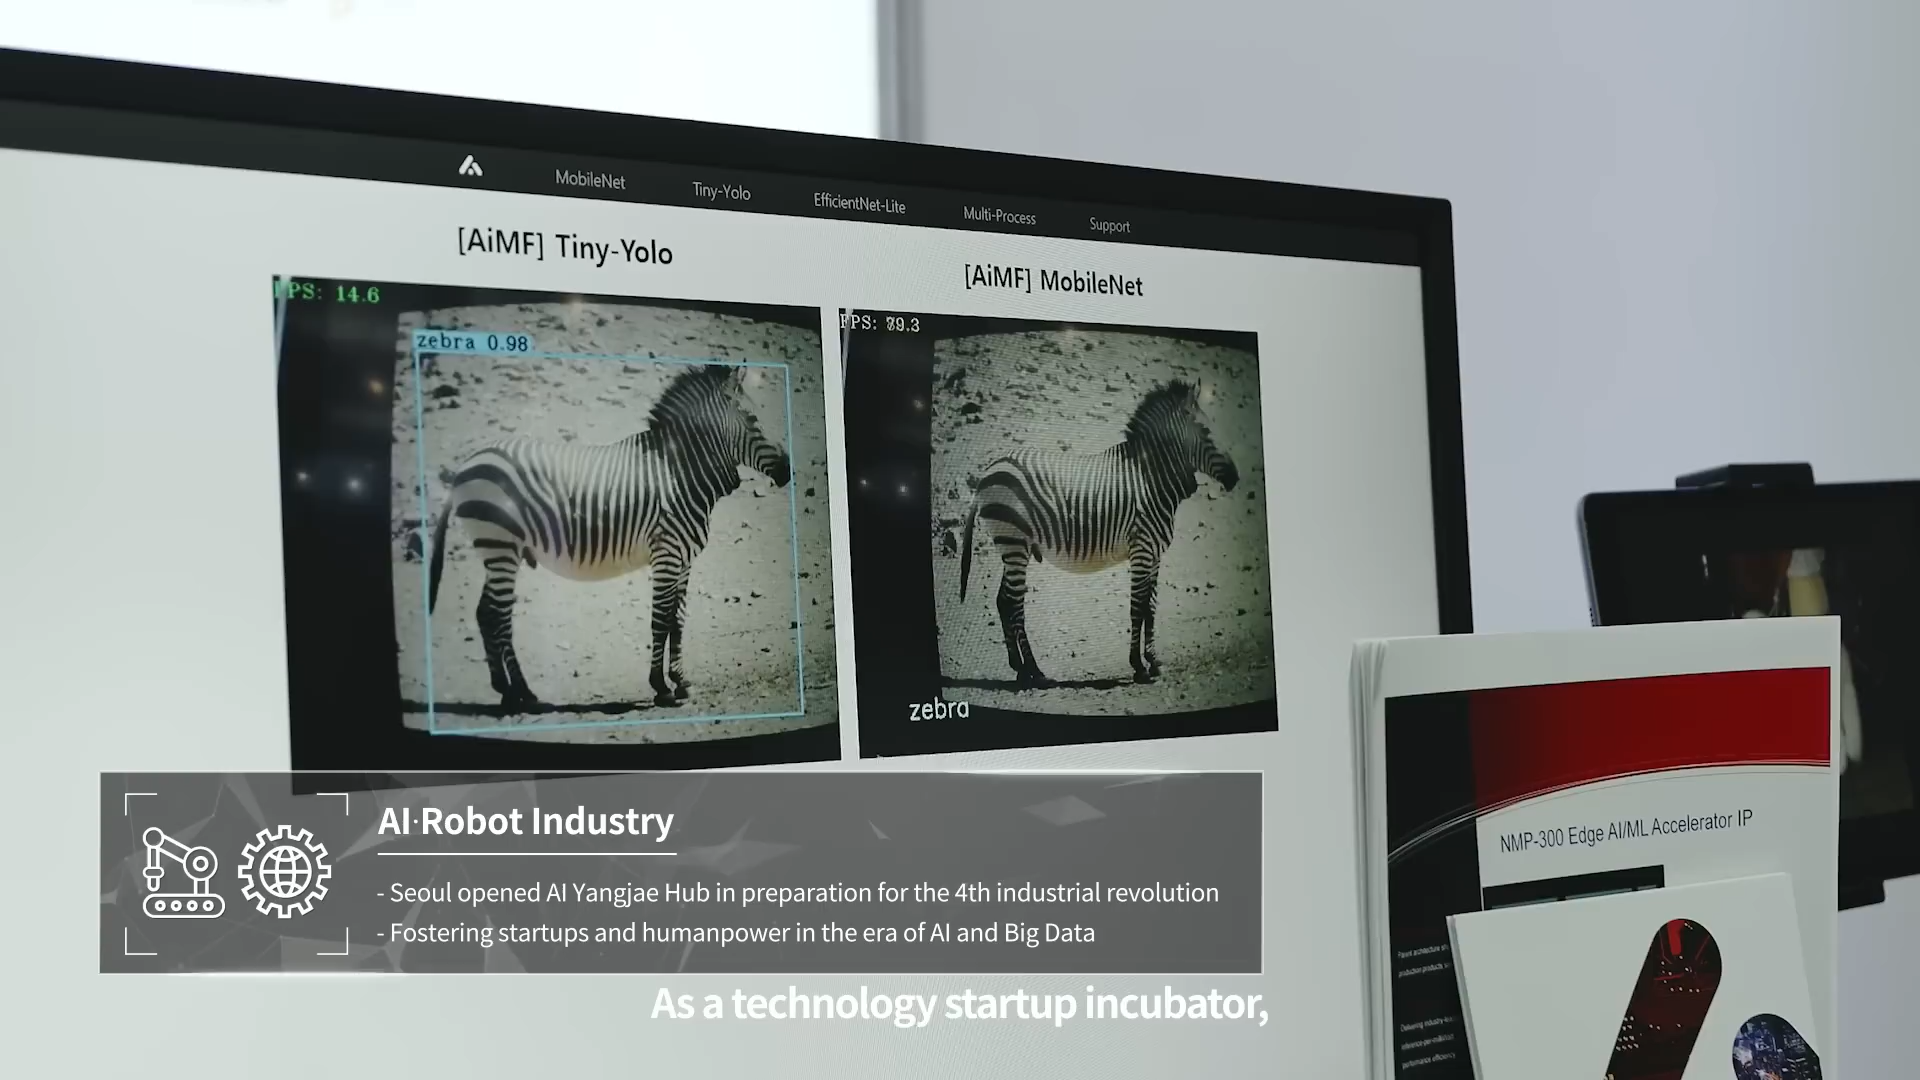 MobileNet
Tiny-Yolo
EfficientNet-Lite
Multi-Process
Support
[AiMF] Tiny-Yolo
[AiMF] MobileNet
FPS: 14.6
FPS:
zebra 0.98
zebra
NMP-300 Edge AI/ML Accelerator IP
AI·Robot Industry
- Seoul opened AI Yangjae Hub in preparation for the 4th industrial revolution
- Fostering startups and humanpower in the era of AI and Big Data
As a technology startup incubator,